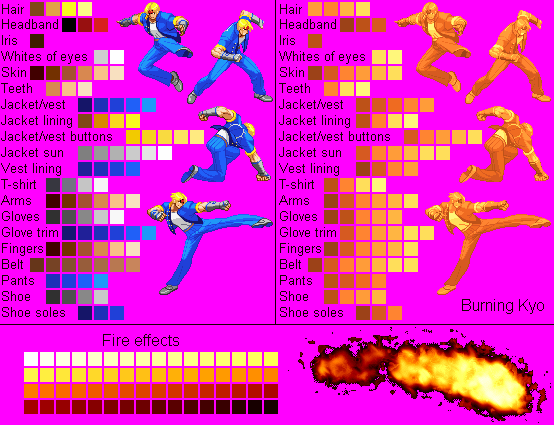 Hair
Headband
Iris
Whites of eyes
Skin
Teeth
Jacket/vest
Jacket lining
Jacket/vest buttons
Jacket sun
Vest lining
T-shirt
Arms
Gloves
Glove trim
Fingers
Belt
Pants
Shoe
Shoe soles
Hair
Headband
Iris
Whites of eyes
Skin
Teeth
Jacket/vest
Jacket lining
Jacket/vest buttons
Jacket sun
Vest lining
T-shirt
Arms
Gloves
Glove trim
Fingers
Belt
Pants
Shoe
Shoe soles
Burning Kyo
Fire effects